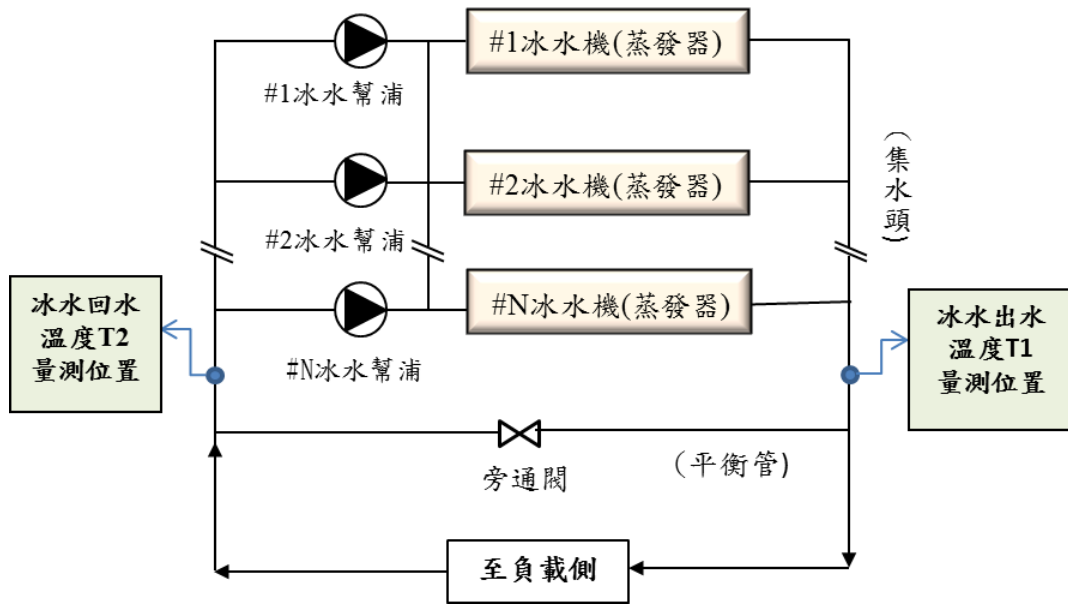 #1冰水機(蒸發器)
#1冰水幫浦
#2冰水機(蒸發器)
(集水頭)
#2冰水幫浦
#N冰水機(蒸發器)
#N冰水幫浦
冰水回水
溫度T2
量測位置
冰水出水
溫度T1
量測位置
旁通閥
(平衡管)
至負載側